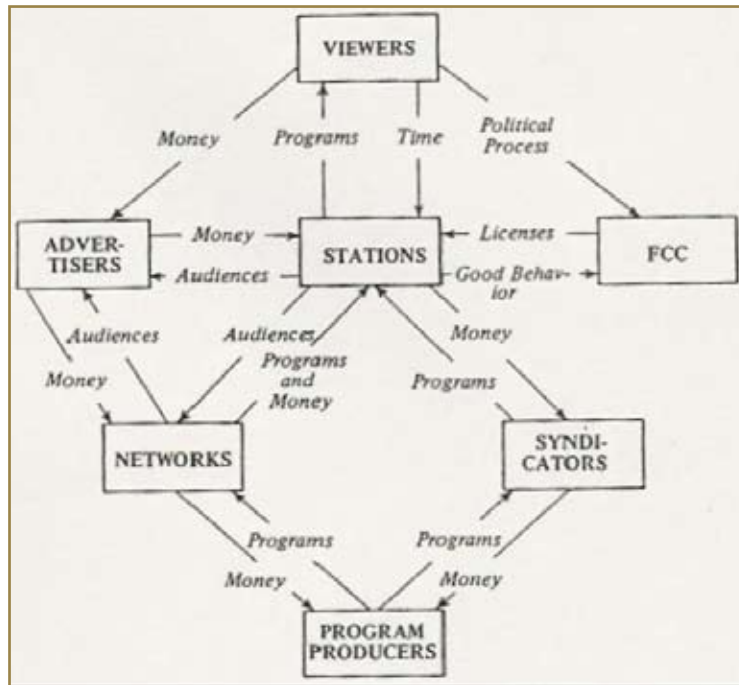 VIEWERS
Money
Programs
Time
Political
Process
ADVER-
TISERS
Money
Audiences
STATIONS
Licenses
Good Behav-
ior
FCC
Audiences
Money
Audiences
Programs
and
Money
Money
Programs
NETWORKS
SYNDI-
CATORS
Programs
Money
Programs
Money
PROGRAM
PRODUCERS